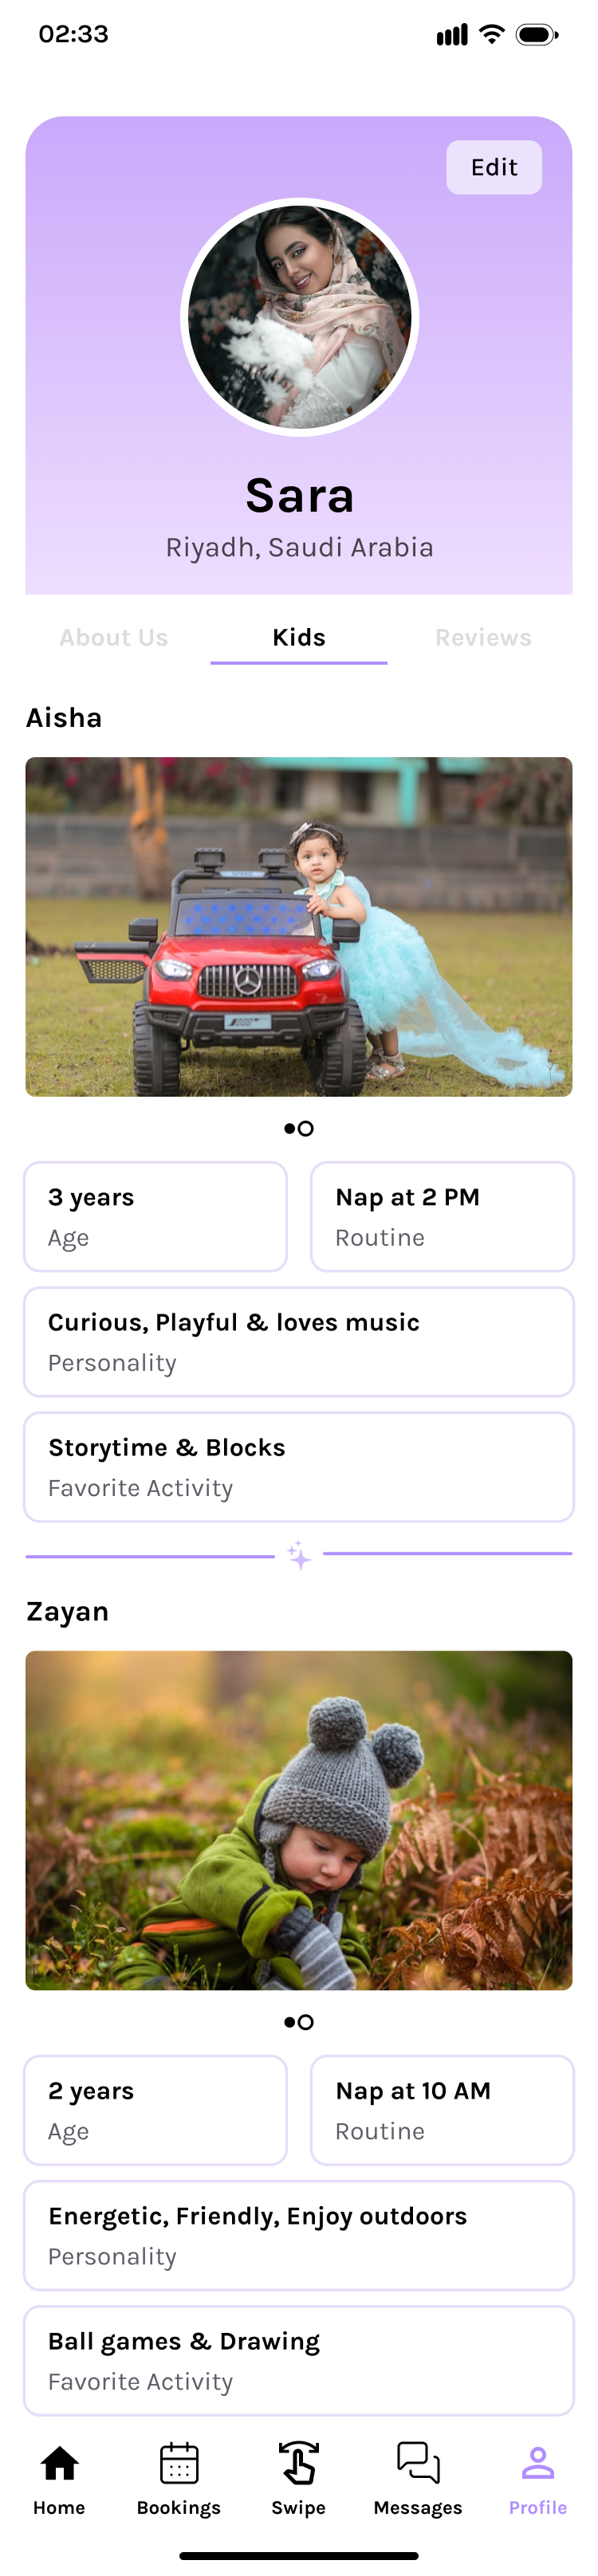 02:33
Edit
Sara
Riyadh, Saudi Arabia
About Us
Kids
Reviews
Aisha
3 years
Age
Nap at 2 PM
Routine
Curious, Playful & loves music
Personality
Storytime & Blocks
Favorite Activity
Zayan
2 years
Age
Nap at 10 AM
Routine
Energetic, Friendly, Enjoy outdoors
Personality
Ball games & Drawing
Favorite Activity
Home
Bookings
Swipe
Messages
Profile